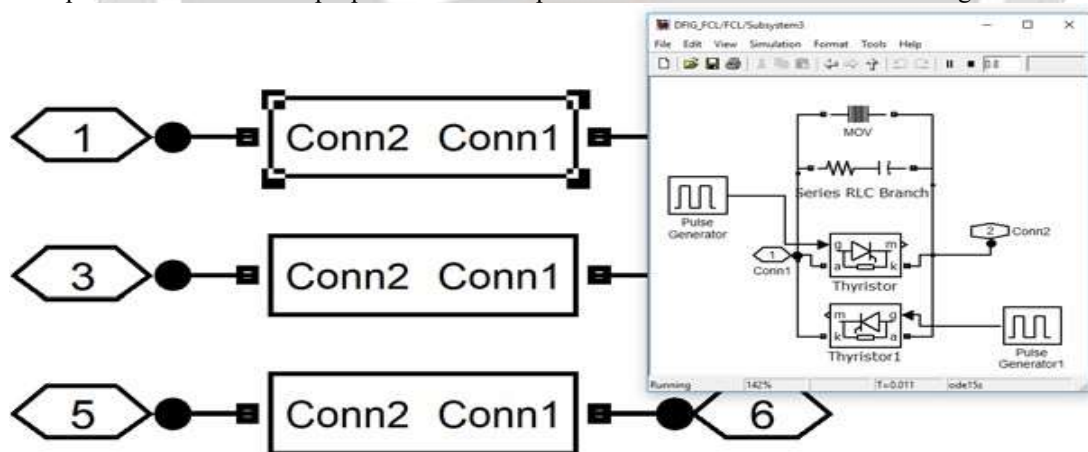 DFIG_FCL/FCL/Subsystem3
File Edit View Simulation Format Tools Help
0.8
1
Conn2 Conn1
3
Conn2 Conn1
5
Conn2 Conn1
6
MOV
Series RLC Branch
Pulse
Generator
g m
a k
Thyristor
1
Conn1
2
Conn2
m g
k a
Thyristor1
Pulse
Generator1
Running 142% T=0.011 ode15s